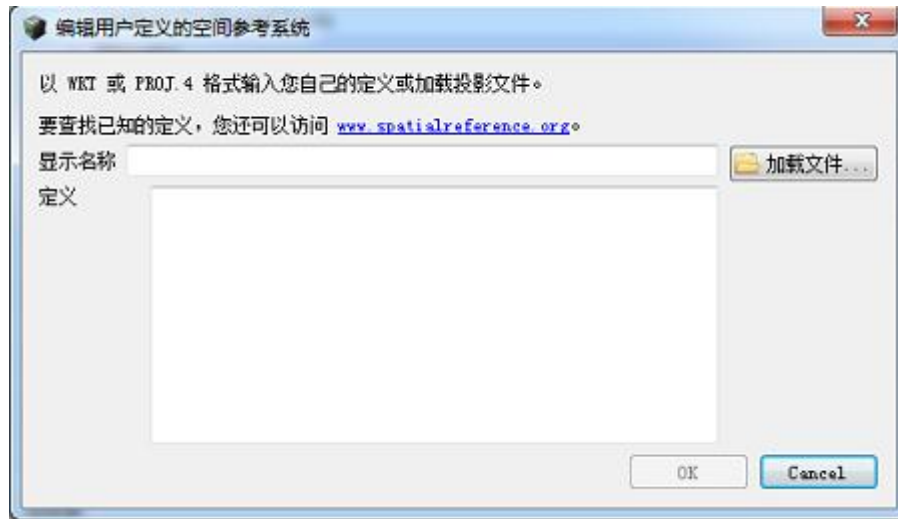 编辑用户定义的空间参考系统
以 WKT 或 PROJ.4 格式输入您自己的定义或加载投影文件。
要查找已知的定义，您还可以访问 www.spatialreference.org。
显示名称
加载文件...
定义
OK
Cancel